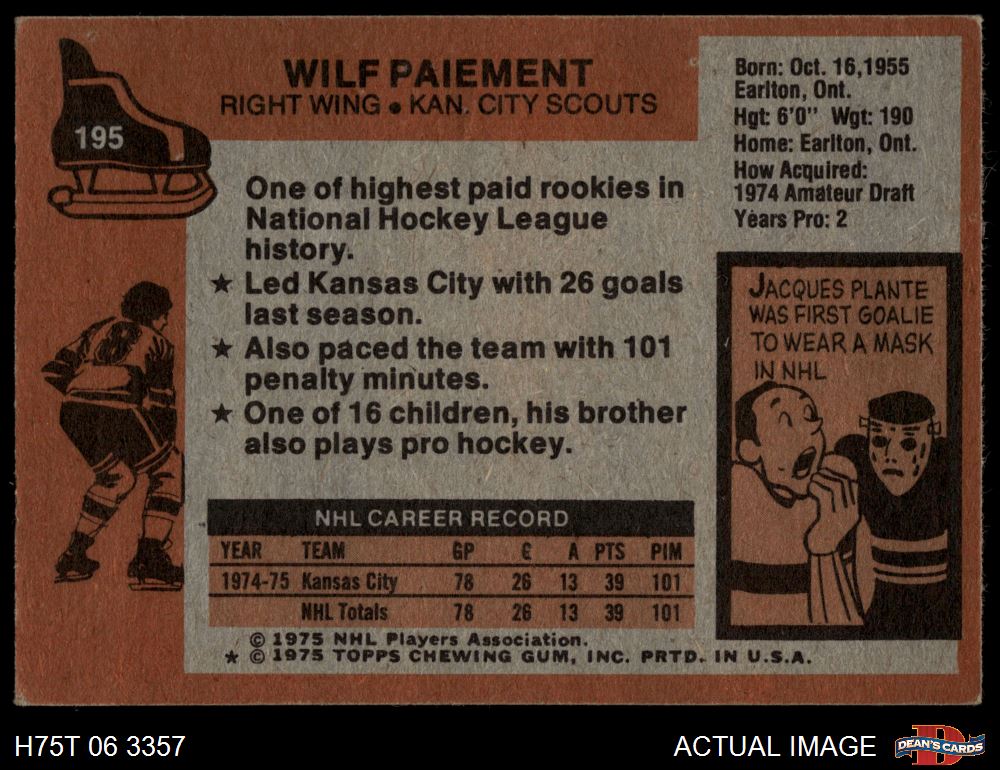 195
WILF PAIEMENT
RIGHT WING • KAN. CITY SCOUTS
Born: Oct. 16,1955
Earlton, Ont.
Hgt: 6'0" Wgt: 190
Home: Earlton, Ont.
How Acquired:
1974 Amateur Draft
Years Pro: 2
One of highest paid rookies in
National Hockey League
history.
★ Led Kansas City with 26 goals
last season.
★ Also paced the team with 101
penalty minutes.
★ One of 16 children, his brother
also plays pro hockey.
JACQUES PLANTE
WAS FIRST GOALIE
TO WEAR A MASK
IN NHL
NHL CAREER RECORD
YEAR TEAM GP G A PTS PIM
1974-75 Kansas City 78 26 13 39 101
NHL Totals 78 26 13 39 101
© 1975 NHL Players Association.
★ © 1975 TOPPS CHEWING GUM, INC. PRTD. IN U.S.A.
H75T 06 3357
ACTUAL IMAGE
DEAN'S CARDS